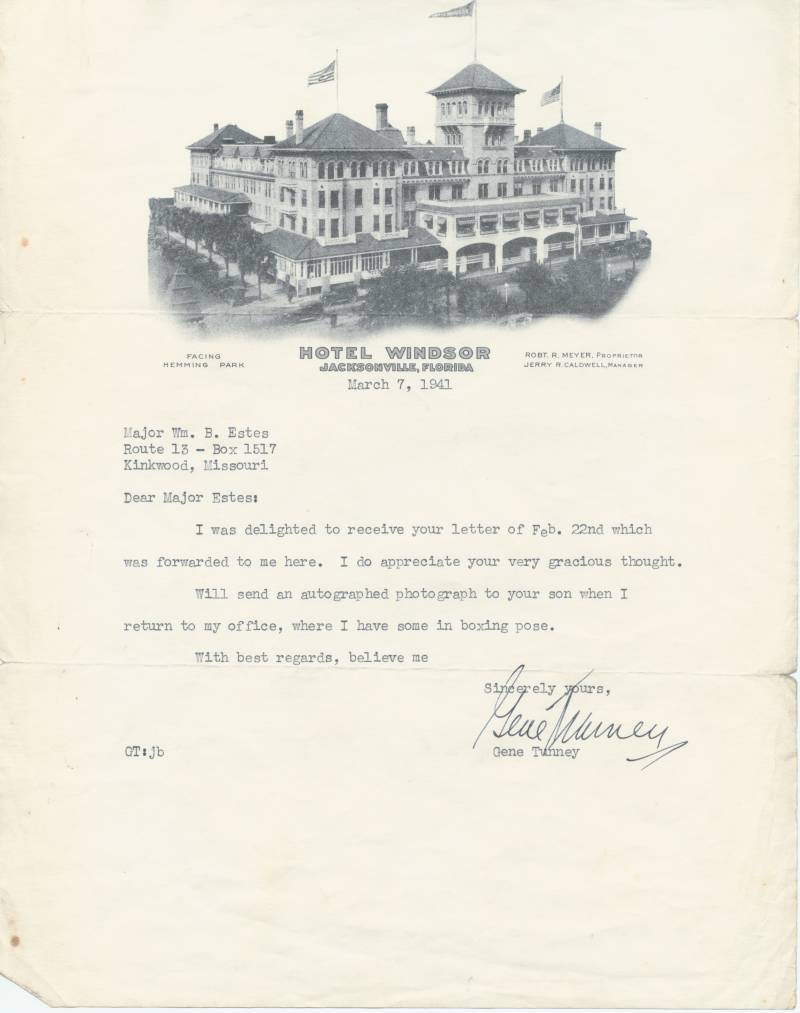 FACING
HEMMING PARK
HOTEL WINDSOR
JACKSONVILLE, FLORIDA
ROBT. R. MEYER, PROPRIETOR
JERRY R. CALDWELL, MANAGER
March 7, 1941
Major Wm. B. Estes
Route 13 - Box 1517
Kinkwood, Missouri
Dear Major Estes:
I was delighted to receive your letter of Feb. 22nd which
was forwarded to me here. I do appreciate your very gracious thought.
Will send an autographed photograph to your son when I
return to my office, where I have some in boxing pose.
With best regards, believe me
Sincerely yours,
Gene Tunney
Gene Tunney
GT:jb